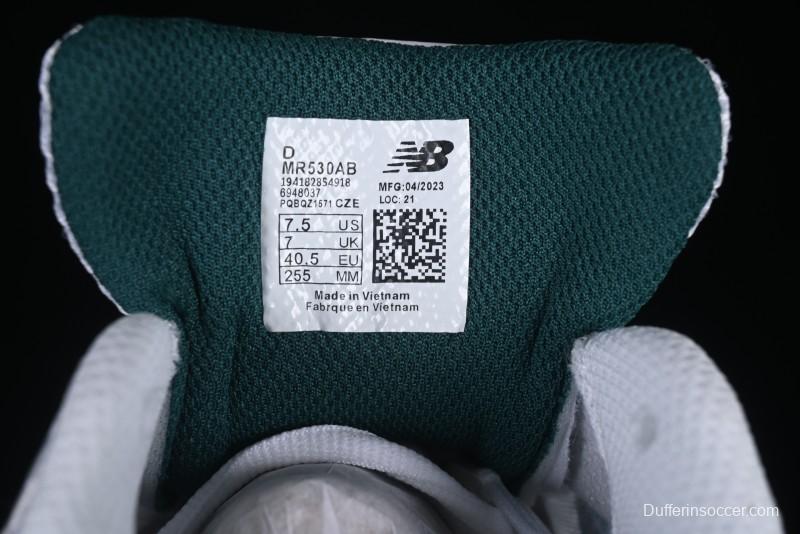 D
MR530AB
194182854918
6948037
PQBQZ1571 CZE
NB
MFG:04/2023
LOC: 21
7.5 US
7 UK
40.5 EU
255 MM
Made in Vietnam
Fabrque en Vietnam
Dufferinsoccer.com